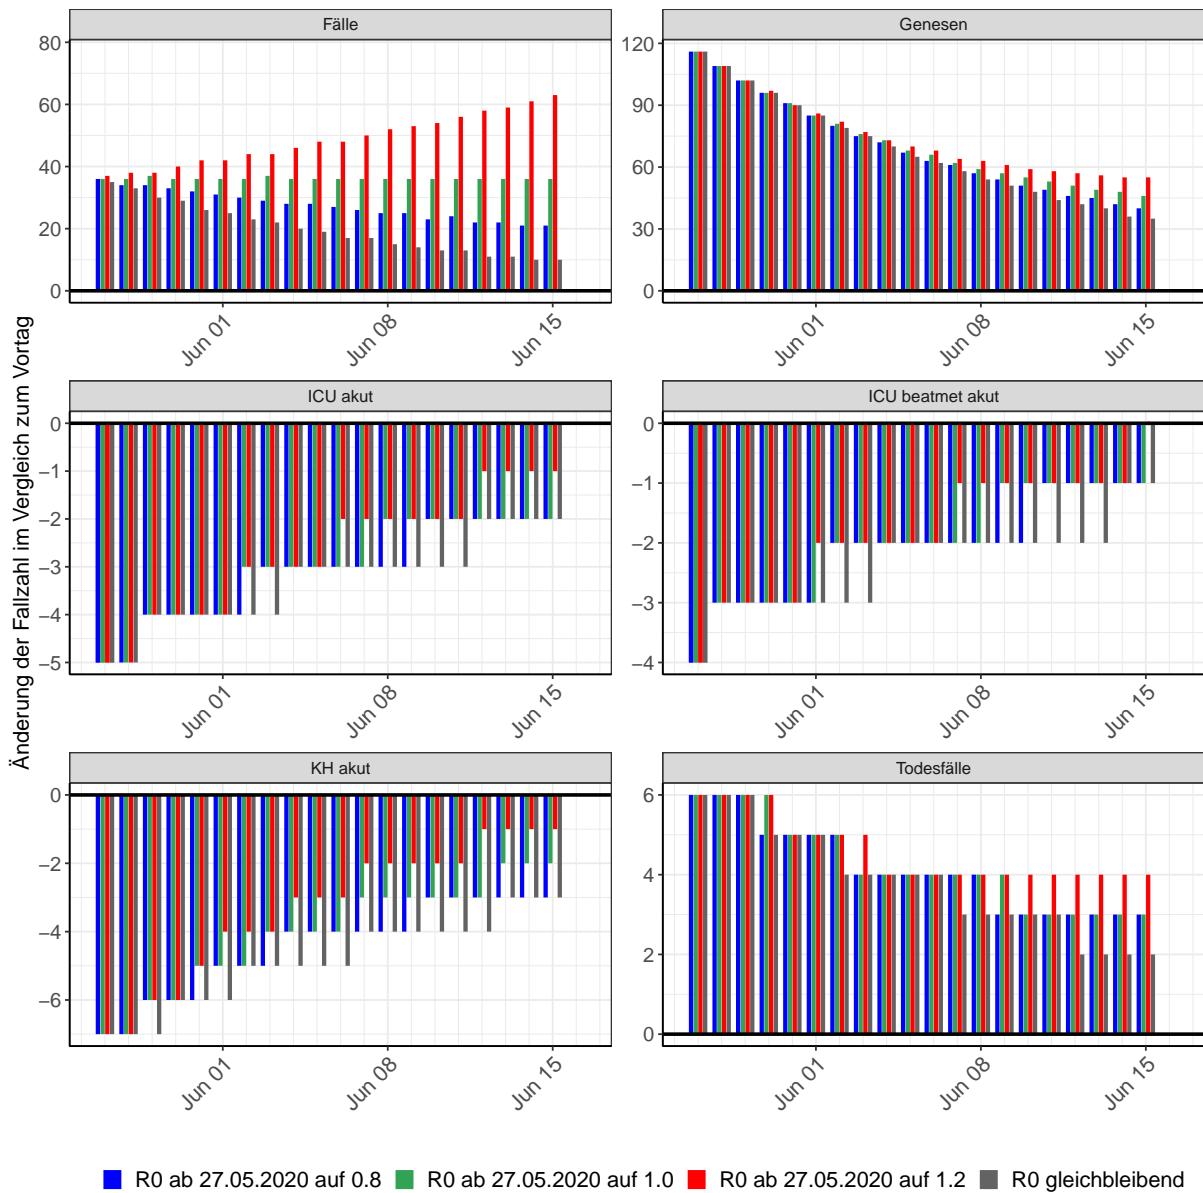 Änderung der Fallzahl im Vergleich zum Vortag
Fälle
80
60
40
20
0
Jun 01
Jun 08
Jun 15
Genesen
120
90
60
30
0
Jun 01
Jun 08
Jun 15
ICU akut
0
−1
−2
−3
−4
−5
Jun 01
Jun 08
Jun 15
ICU beatmet akut
0
−1
−2
−3
−4
Jun 01
Jun 08
Jun 15
KH akut
0
−2
−4
−6
Jun 01
Jun 08
Jun 15
Todesfälle
6
4
2
0
Jun 01
Jun 08
Jun 15
R0 ab 27.05.2020 auf 0.8
R0 ab 27.05.2020 auf 1.0
R0 ab 27.05.2020 auf 1.2
R0 gleichbleibend